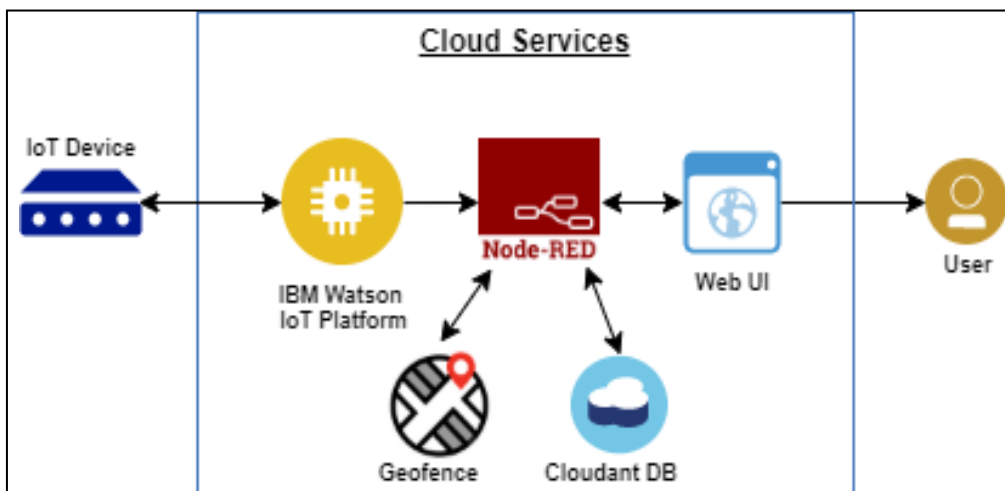 Cloud Services
IoT Device
Node-RED
IBM Watson
IoT Platform
Web UI
User
Geofence
Cloudant DB